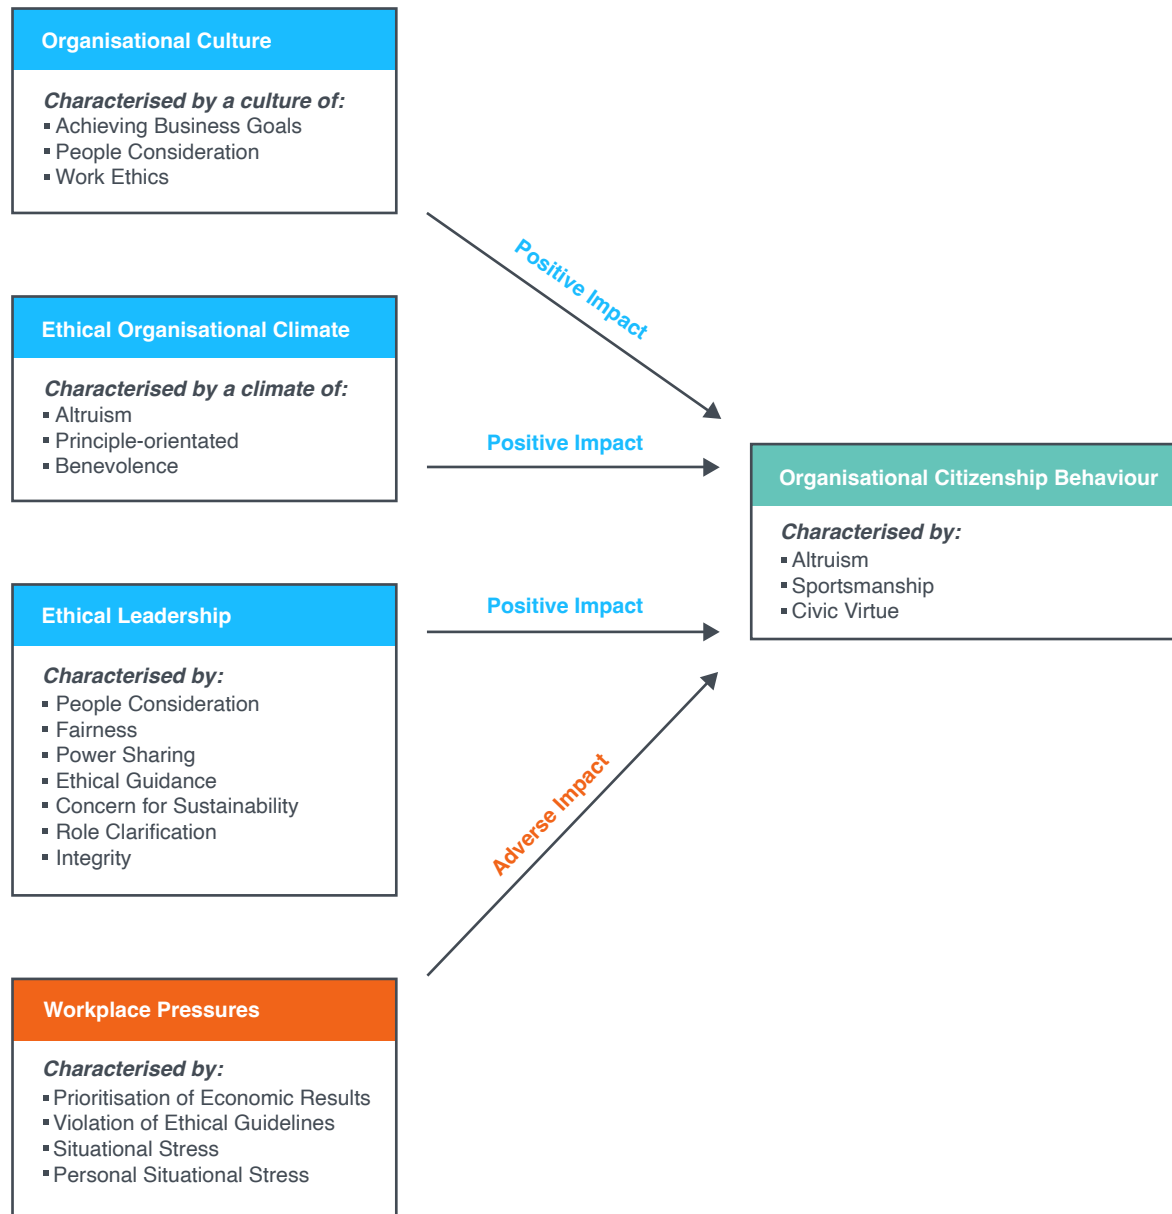 Organisational Culture
Characterised by a culture of:
▪ Achieving Business Goals
▪ People Consideration
▪ Work Ethics
Positive Impact
Ethical Organisational Climate
Characterised by a climate of:
▪ Altruism
▪ Principle-orientated
▪ Benevolence
Positive Impact
Organisational Citizenship Behaviour
Characterised by:
▪ Altruism
▪ Sportsmanship
▪ Civic Virtue
Ethical Leadership
Characterised by:
▪ People Consideration
▪ Fairness
▪ Power Sharing
▪ Ethical Guidance
▪ Concern for Sustainability
▪ Role Clarification
▪ Integrity
Positive Impact
Adverse Impact
Workplace Pressures
Characterised by:
▪ Prioritisation of Economic Results
▪ Violation of Ethical Guidelines
▪ Situational Stress
▪ Personal Situational Stress